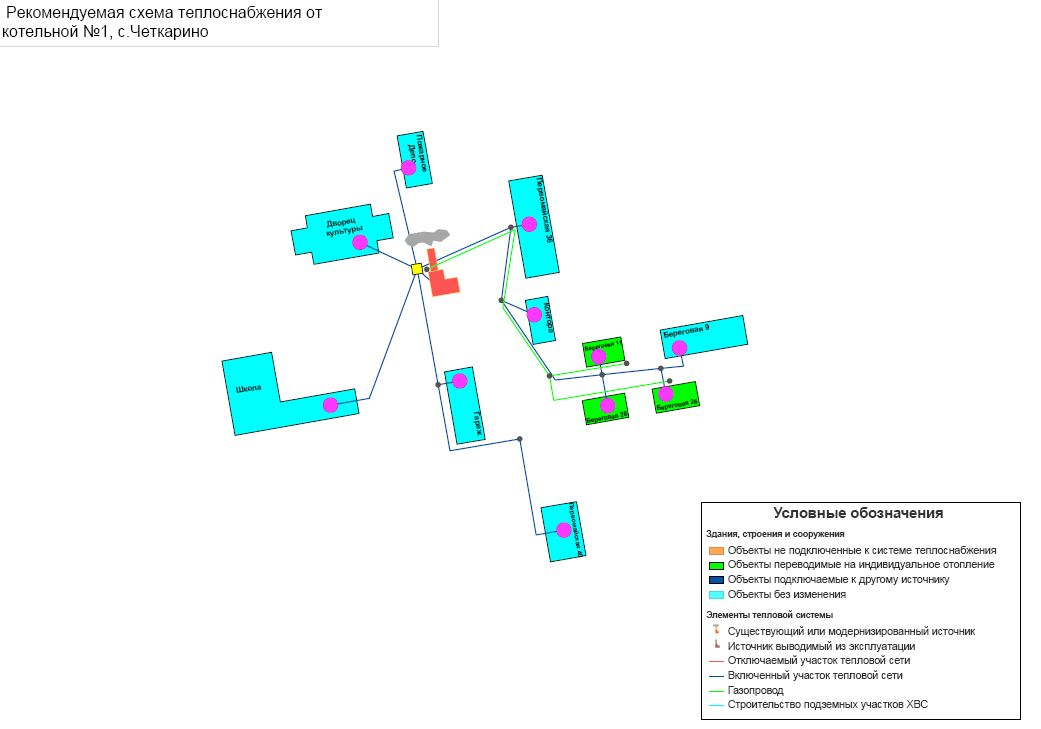 Рекомендуемая схема теплоснабжения от
котельной №1, с.Четкарино
Пожарное
Депо
Дворец
культуры
Первомайская 38
Контора
Береговая 9
Береговая 11
Школа
Береговая 28
Береговая 26
Гараж
Условные обозначения
Здания, строения и сооружения
Объекты не подключенные к системе теплоснабжения
Объекты переводимые на индивидуальное отопление
Объекты подключаемые к другому источнику
Объекты без изменения
Элементы тепловой системы
Существующий или модернизированный источник
Источник выводимый из эксплуатации
Отключаемый участок тепловой сети
Включенный участок тепловой сети
Газопровод
Строительство подземных участков ХВС